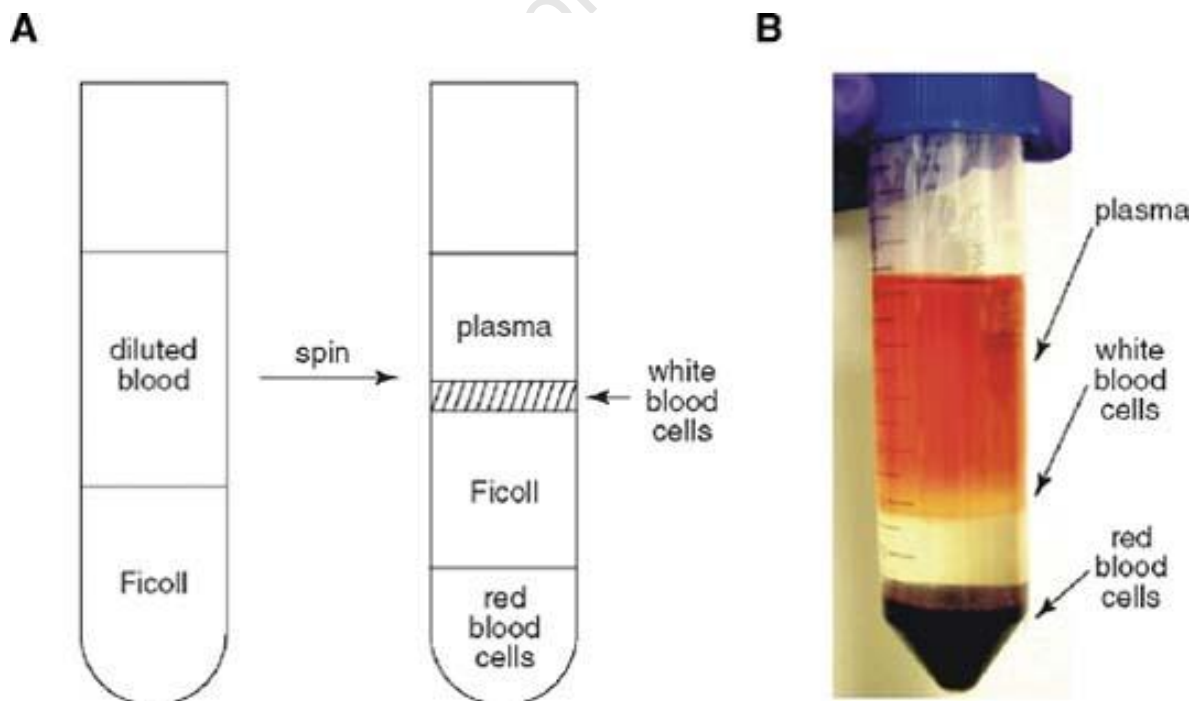 A
B
diluted
blood
Ficoll
spin
plasma
white
blood
cells
Ficoll
red
blood
cells
plasma
white
blood
cells
red
blood
cells